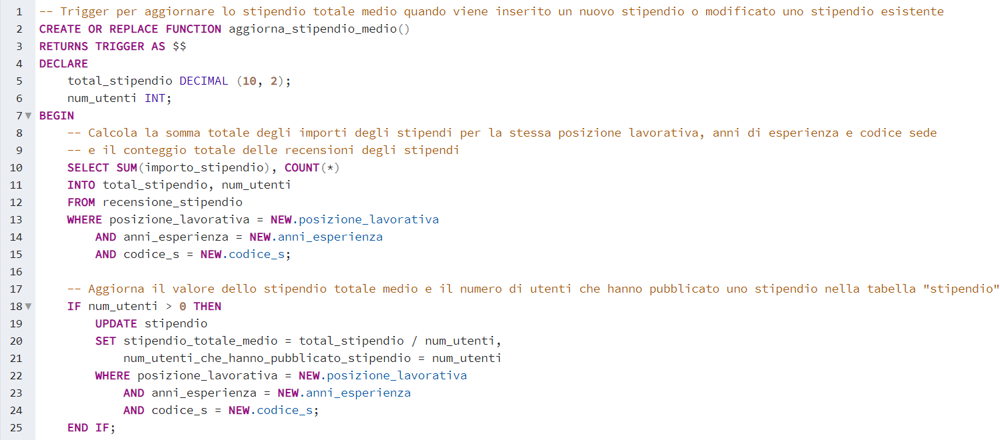 1 -- Trigger per aggiornare lo stipendio totale medio quando viene inserito un nuovo stipendio o modificato uno stipendio esistente
2 CREATE OR REPLACE FUNCTION aggiorna_stipendio_medio()
3 RETURNS TRIGGER AS $$
4 DECLARE
5     total_stipendio DECIMAL (10, 2);
6     num_utenti INT;
7 BEGIN
8     -- Calcola la somma totale degli importi degli stipendi per la stessa posizione lavorativa, anni di esperienza e codice sede
9     -- e il conteggio totale delle recensioni degli stipendi
10     SELECT SUM(importo_stipendio), COUNT(*)
11     INTO total_stipendio, num_utenti
12     FROM recensione_stipendio
13     WHERE posizione_lavorativa = NEW.posizione_lavorativa
14         AND anni_esperienza = NEW.anni_esperienza
15         AND codice_s = NEW.codice_s;
16
17     -- Aggiorna il valore dello stipendio totale medio e il numero di utenti che hanno pubblicato uno stipendio nella tabella "stipendio"
18     IF num_utenti > 0 THEN
19         UPDATE stipendio
20         SET stipendio_totale_medio = total_stipendio / num_utenti,
21             num_utenti_che_hanno_pubblicato_stipendio = num_utenti
22         WHERE posizione_lavorativa = NEW.posizione_lavorativa
23             AND anni_esperienza = NEW.anni_esperienza
24             AND codice_s = NEW.codice_s;
25     END IF;